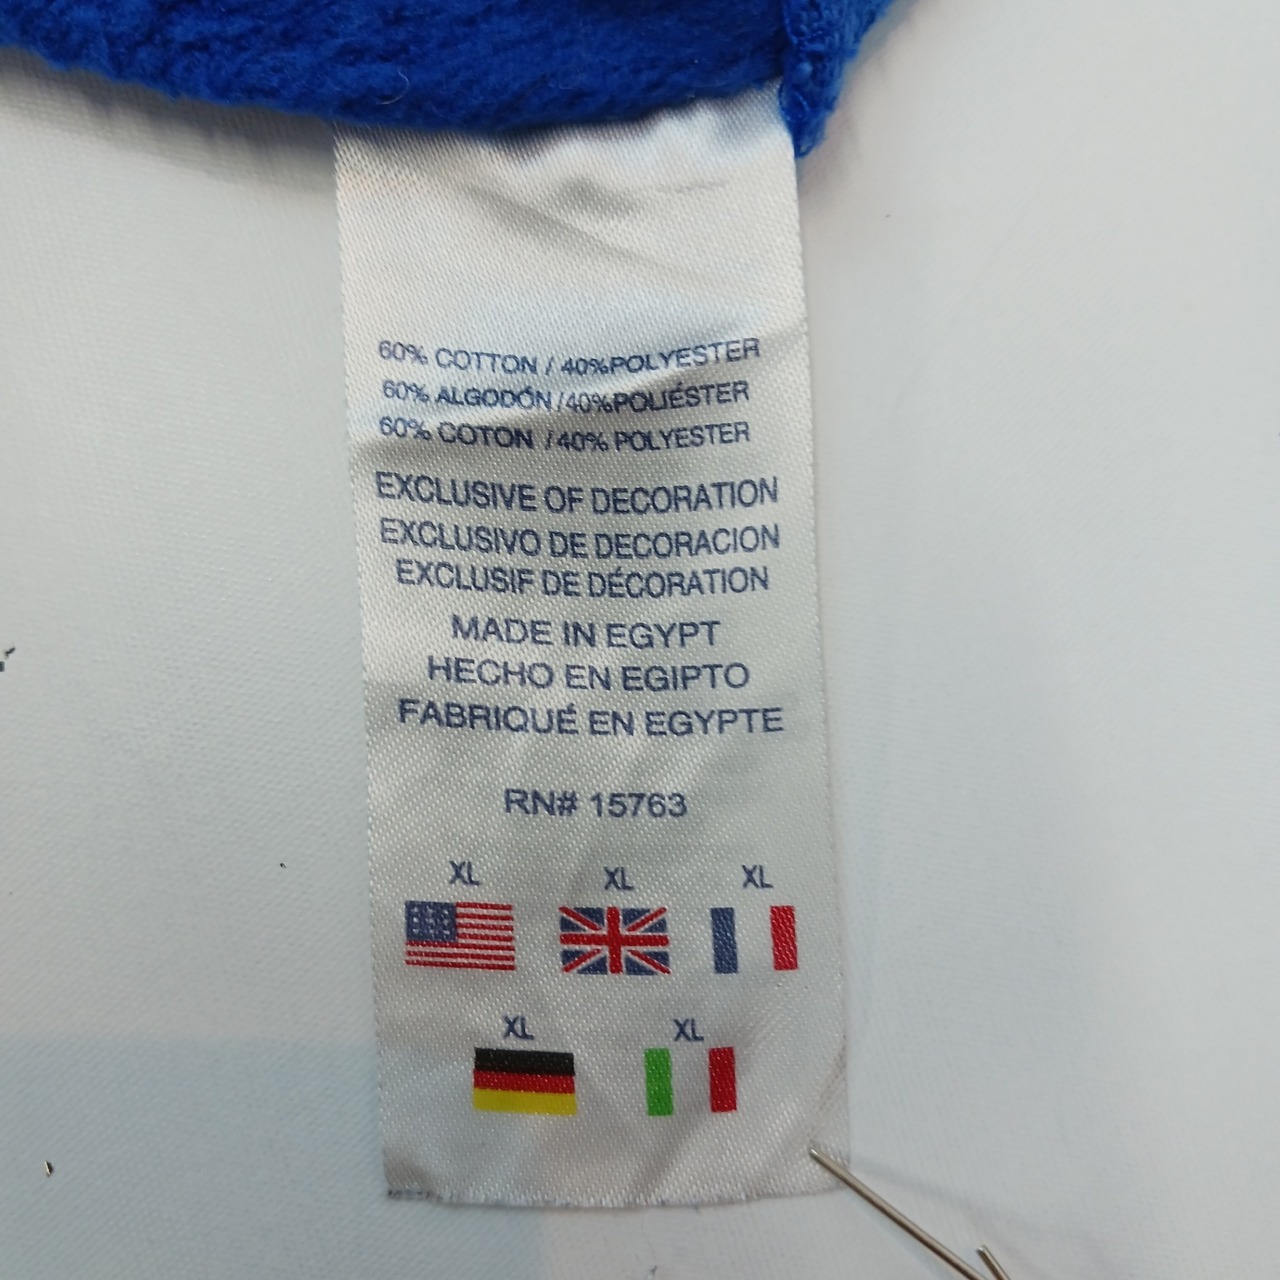 60% COTTON / 40%POLYESTER
60% ALGODÓN /40%POLIÉSTER
60% COTON / 40% POLYESTER
EXCLUSIVE OF DECORATION
EXCLUSIVO DE DECORACION
EXCLUSIF DE DÉCORATION
MADE IN EGYPT
HECHO EN EGIPTO
FABRIQUÉ EN EGYPTE
RN# 15763
XL XL XL
XL XL